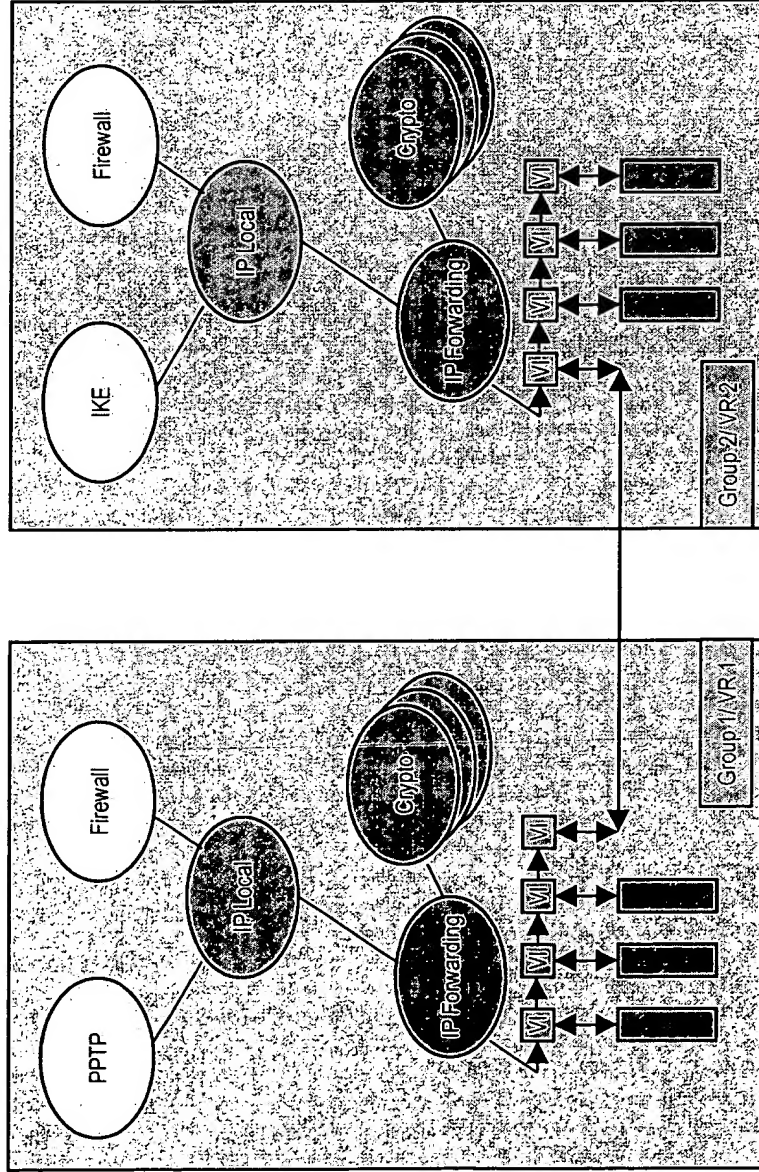 PPTP
Firewall
IP Local
Crypto
IP Forwarding
VI
VI
VI
VI
Group 1/VR 1
IKE
Firewall
IP Local
Crypto
IP Forwarding
VI
VI
VI
VI
Group 2/VR2